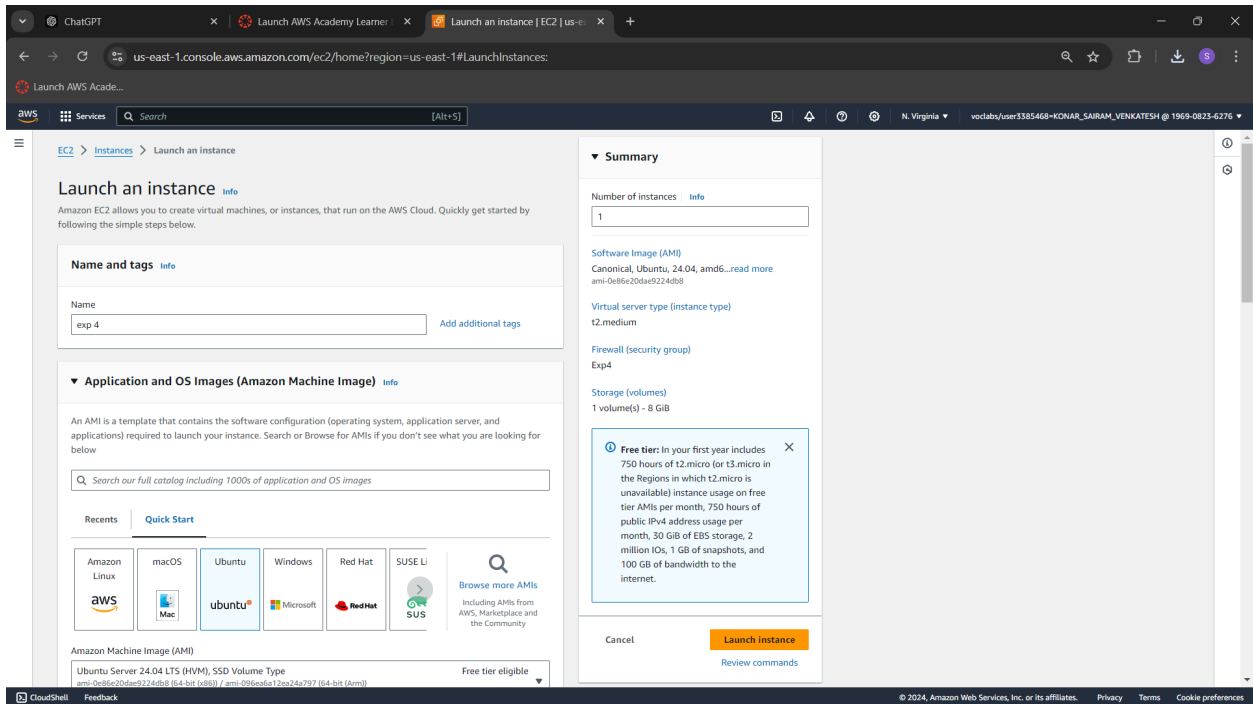 ChatGPT
Launch AWS Academy Learner L
Launch an instance | EC2 | us-ea
us-east-1.console.aws.amazon.com/ec2/home?region=us-east-1#LaunchInstances:
S
Launch AWS Acade...
aws
Services
Search
[Alt+S]
N. Virginia
voclabs/user3385468=KONAR_SAIRAM_VENKATESH @ 1969-0823-6276
EC2 > Instances > Launch an instance
Launch an instance Info
Amazon EC2 allows you to create virtual machines, or instances, that run on the AWS Cloud. Quickly get started by
following the simple steps below.
Name and tags Info
Name
exp 4
Add additional tags
Application and OS Images (Amazon Machine Image) Info
An AMI is a template that contains the software configuration (operating system, application server, and
applications) required to launch your instance. Search or Browse for AMIs if you don't see what you are looking for
below
Search our full catalog including 1000s of application and OS images
Recents
Quick Start
Amazon
Linux
aws
macOS
Mac
Ubuntu
ubuntu
Windows
Microsoft
Red Hat
Red Hat
SUSE Li
SUS
Browse more AMIs
Including AMIs from
AWS, Marketplace and
the Community
Amazon Machine Image (AMI)
Ubuntu Server 24.04 LTS (HVM), SSD Volume Type
Free tier eligible
ami-0e86e20dae9224db8 (64-bit (x86)) / ami-096ea6a12ea24a797 (64-bit (Arm))
Summary
Number of instances Info
1
Software Image (AMI)
Canonical, Ubuntu, 24.04, amd6...read more
ami-0e86e20dae9224db8
Virtual server type (instance type)
t2.medium
Firewall (security group)
Exp4
Storage (volumes)
1 volume(s) - 8 GiB
Free tier: In your first year includes
750 hours of t2.micro (or t3.micro in
the Regions in which t2.micro is
unavailable) instance usage on free
tier AMIs per month, 750 hours of
public IPv4 address usage per
month, 30 GiB of EBS storage, 2
million IOs, 1 GB of snapshots, and
100 GB of bandwidth to the
internet.
Cancel
Launch instance
Review commands
CloudShell
Feedback
© 2024, Amazon Web Services, Inc. or its affiliates.
Privacy
Terms
Cookie preferences